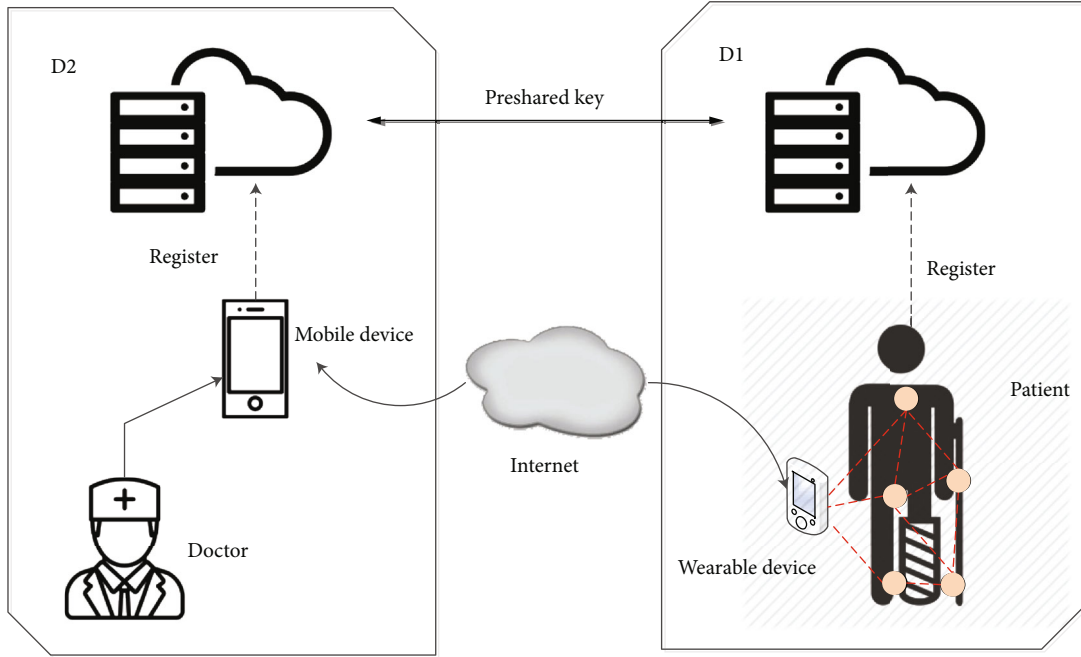 D2
D1
Preshared key
Register
Register
Mobile device
Patient
Internet
Doctor
Wearable device